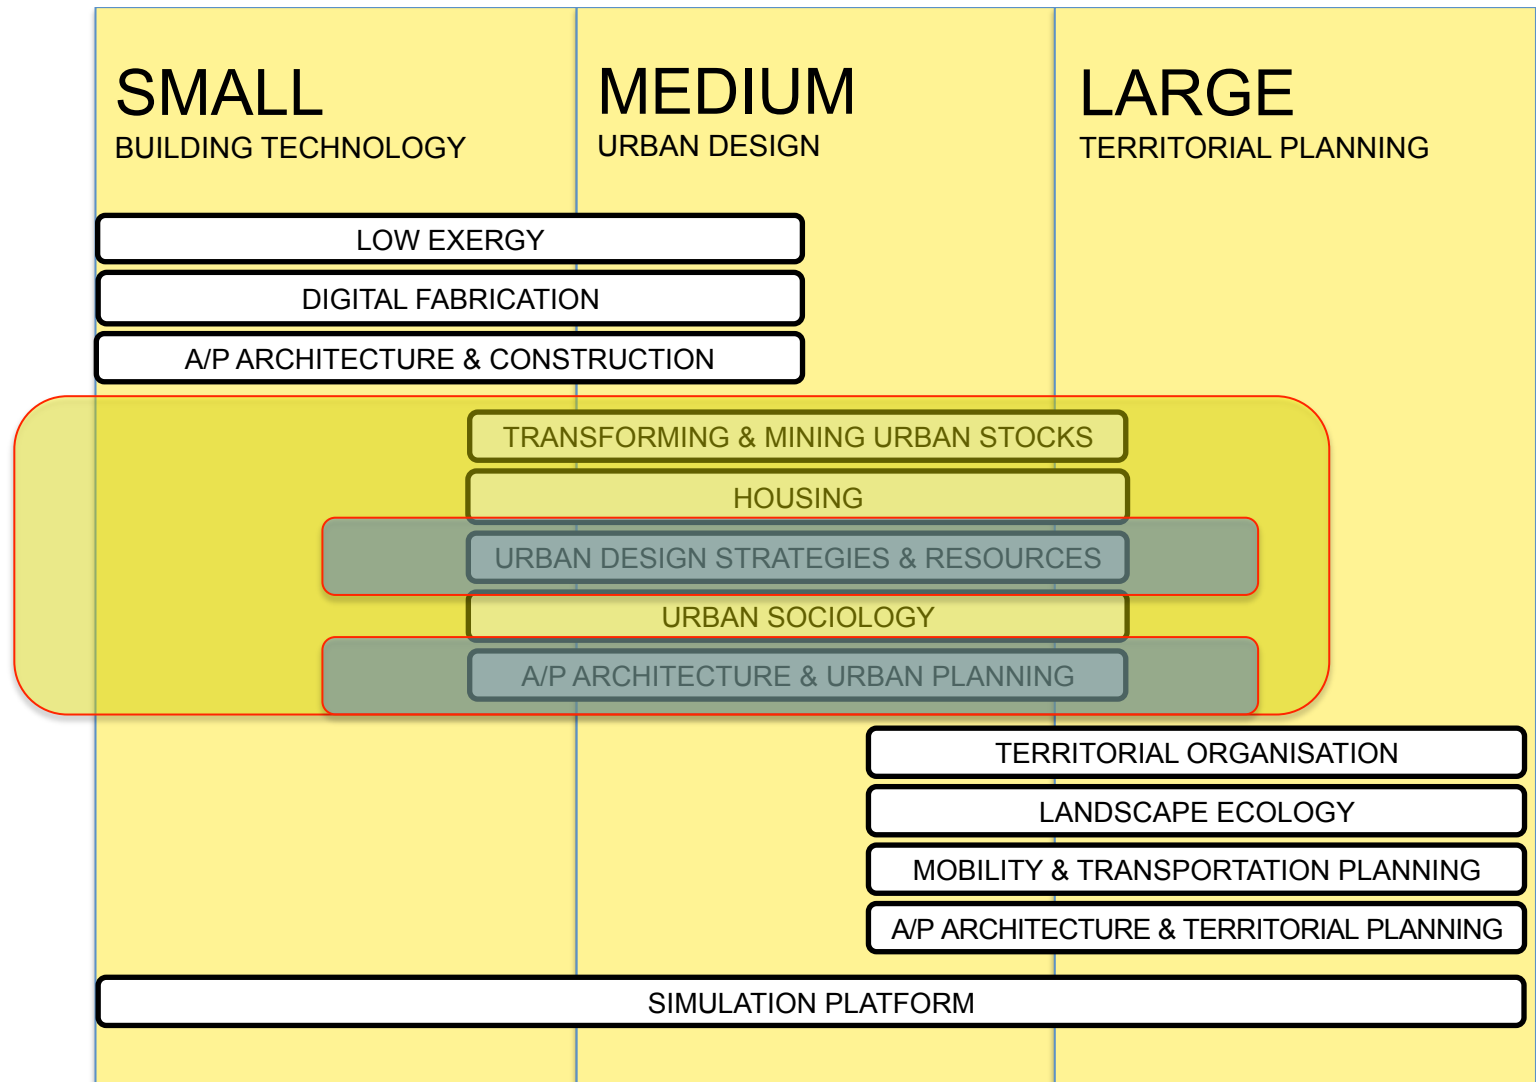 SMALL
BUILDING TECHNOLOGY
MEDIUM
URBAN DESIGN
LARGE
TERRITORIAL PLANNING
LOW EXERGY
DIGITAL FABRICATION
A/P ARCHITECTURE & CONSTRUCTION
TRANSFORMING & MINING URBAN STOCKS
HOUSING
URBAN DESIGN STRATEGIES & RESOURCES
URBAN SOCIOLOGY
A/P ARCHITECTURE & URBAN PLANNING
TERRITORIAL ORGANISATION
LANDSCAPE ECOLOGY
MOBILITY & TRANSPORTATION PLANNING
A/P ARCHITECTURE & TERRITORIAL PLANNING
SIMULATION PLATFORM